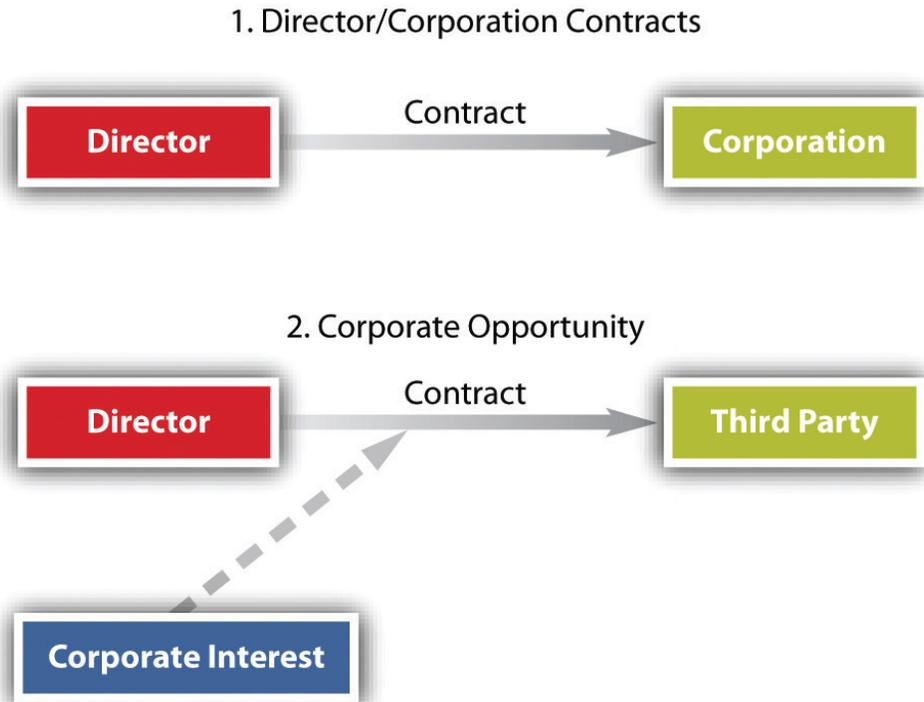 1. Director/Corporation Contracts
Director
Contract
Corporation
2. Corporate Opportunity
Director
Contract
Third Party
Corporate Interest